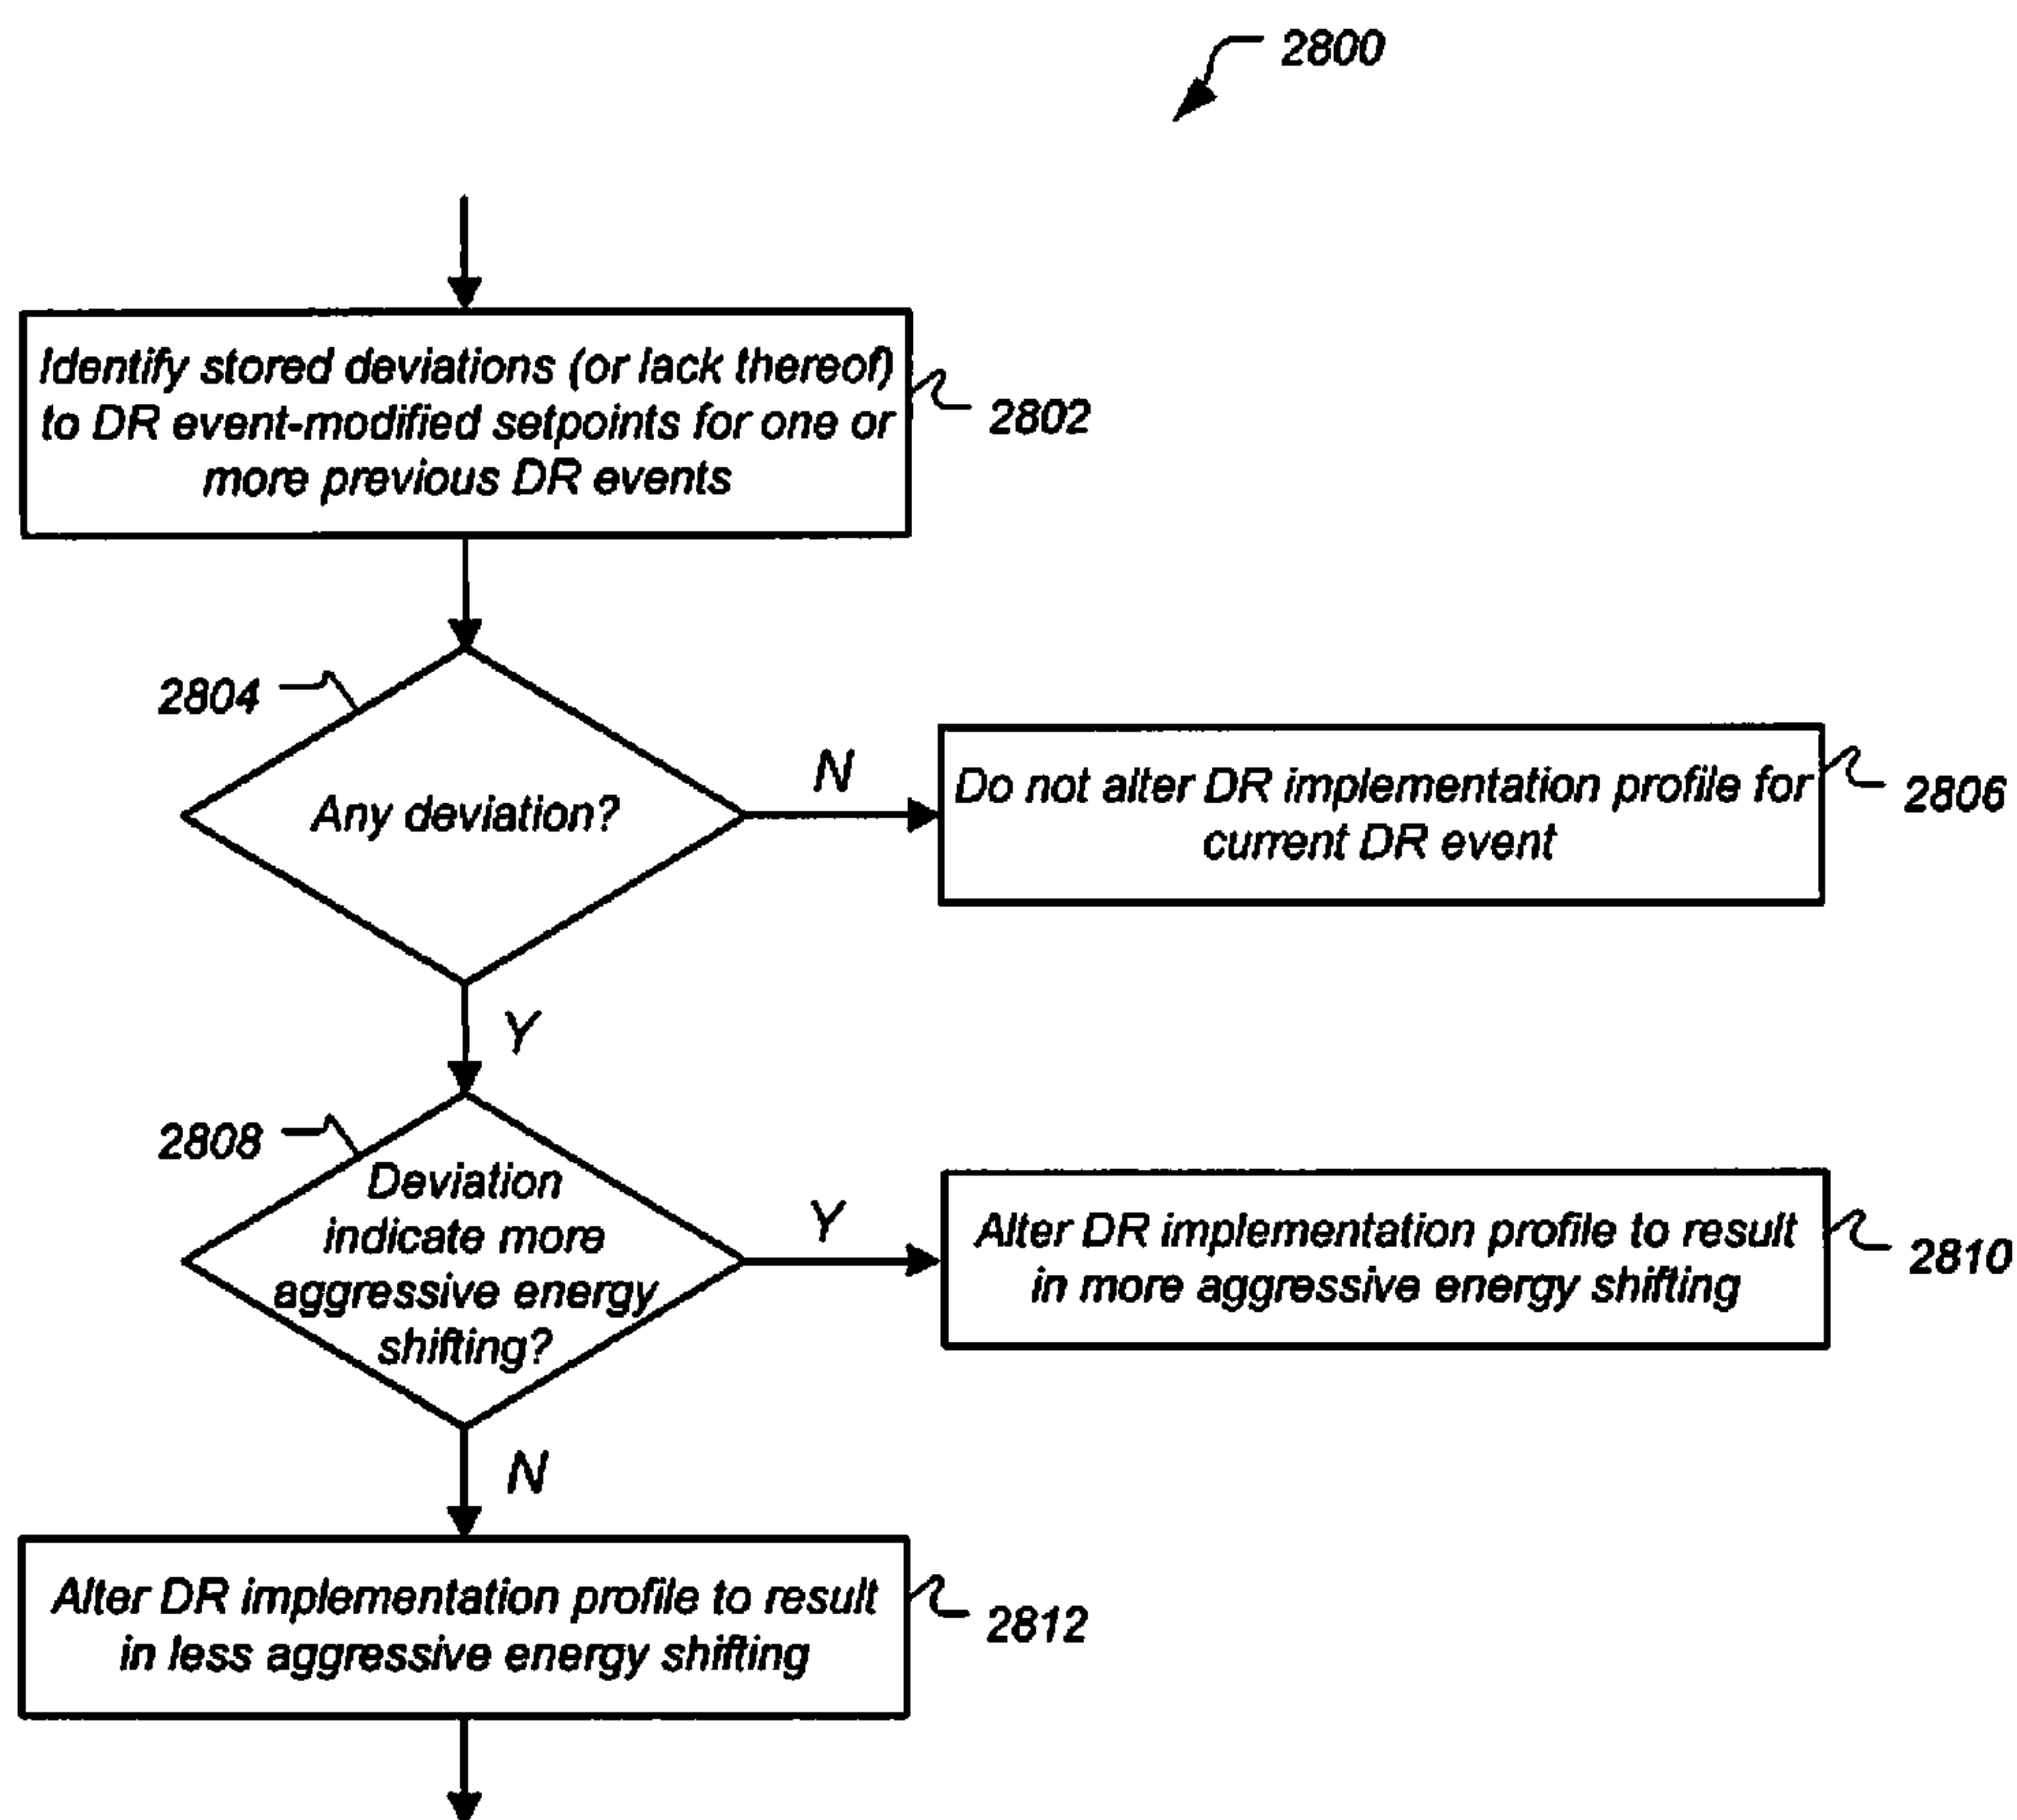 2800
Identify stored deviations (or lack thereof)
to DR event-modified setpoints for one or
more previous DR events
2802
2804
Any deviation?
N
Do not alter DR implementation profile for
current DR event
2806
Y
2808
Deviation
indicate more
aggressive energy
shifting?
Y
Alter DR implementation profile to result
in more aggressive energy shifting
2810
N
Alter DR implementation profile to result
in less aggressive energy shifting
2812